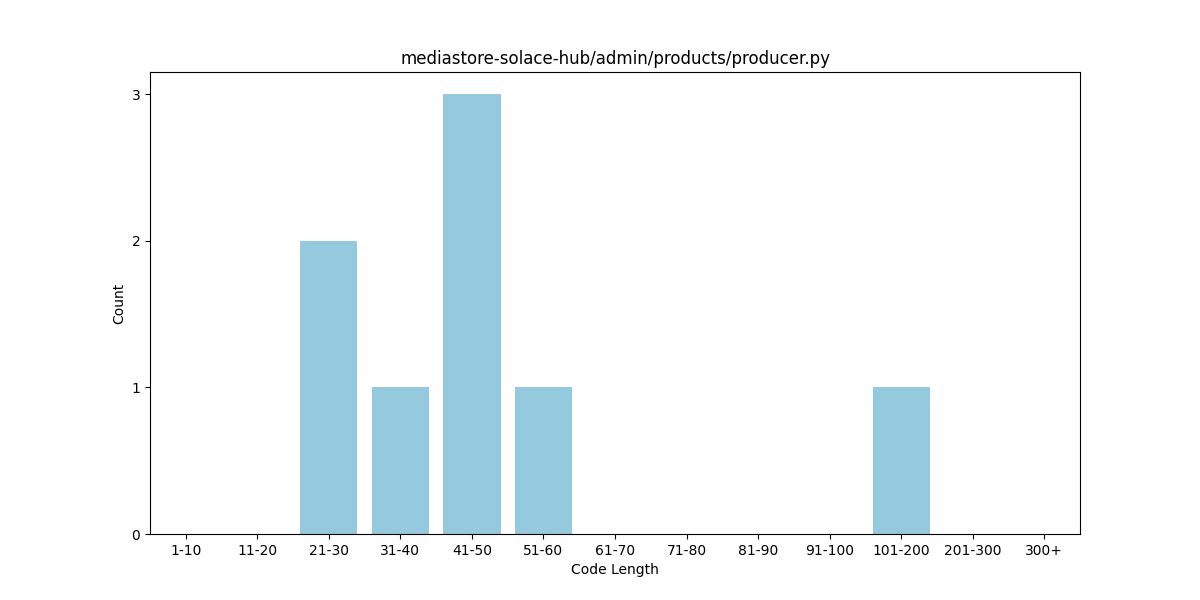 mediastore-solace-hub/admin/products/producer.py
Count
3
2
1
0
1-10 11-20 21-30 31-40 41-50 51-60 61-70 71-80 81-90 91-100 101-200 201-300 300+
Code Length